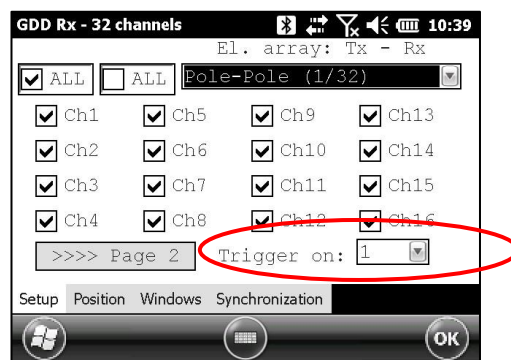 GDD Rx - 32 channels 10:39
El. array: Tx - Rx
ALL ALL Pole-Pole (1/32)
Ch1 Ch5 Ch9 Ch13
Ch2 Ch6 Ch10 Ch14
Ch3 Ch7 Ch11 Ch15
Ch4 Ch8 Ch12 Ch16
>>>> Page 2 Trigger on: 1
Setup Position Windows Synchronization
OK